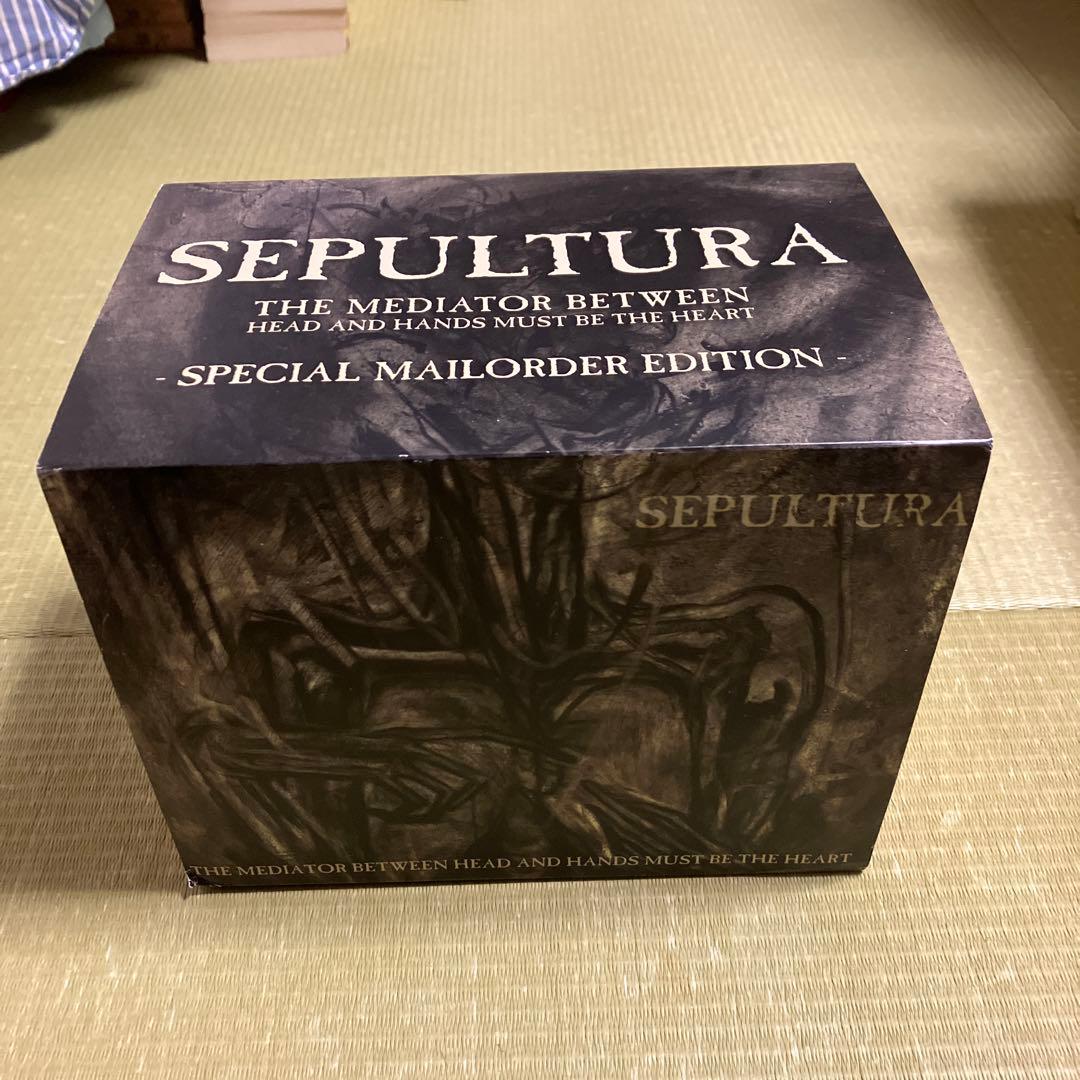 SEPULTURA
THE MEDIATOR BETWEEN
HEAD AND HANDS MUST BE THE HEART
- SPECIAL MAILORDER EDITION -
SEPULTURA
THE MEDIATOR BETWEEN HEAD AND HANDS MUST BE THE HEART